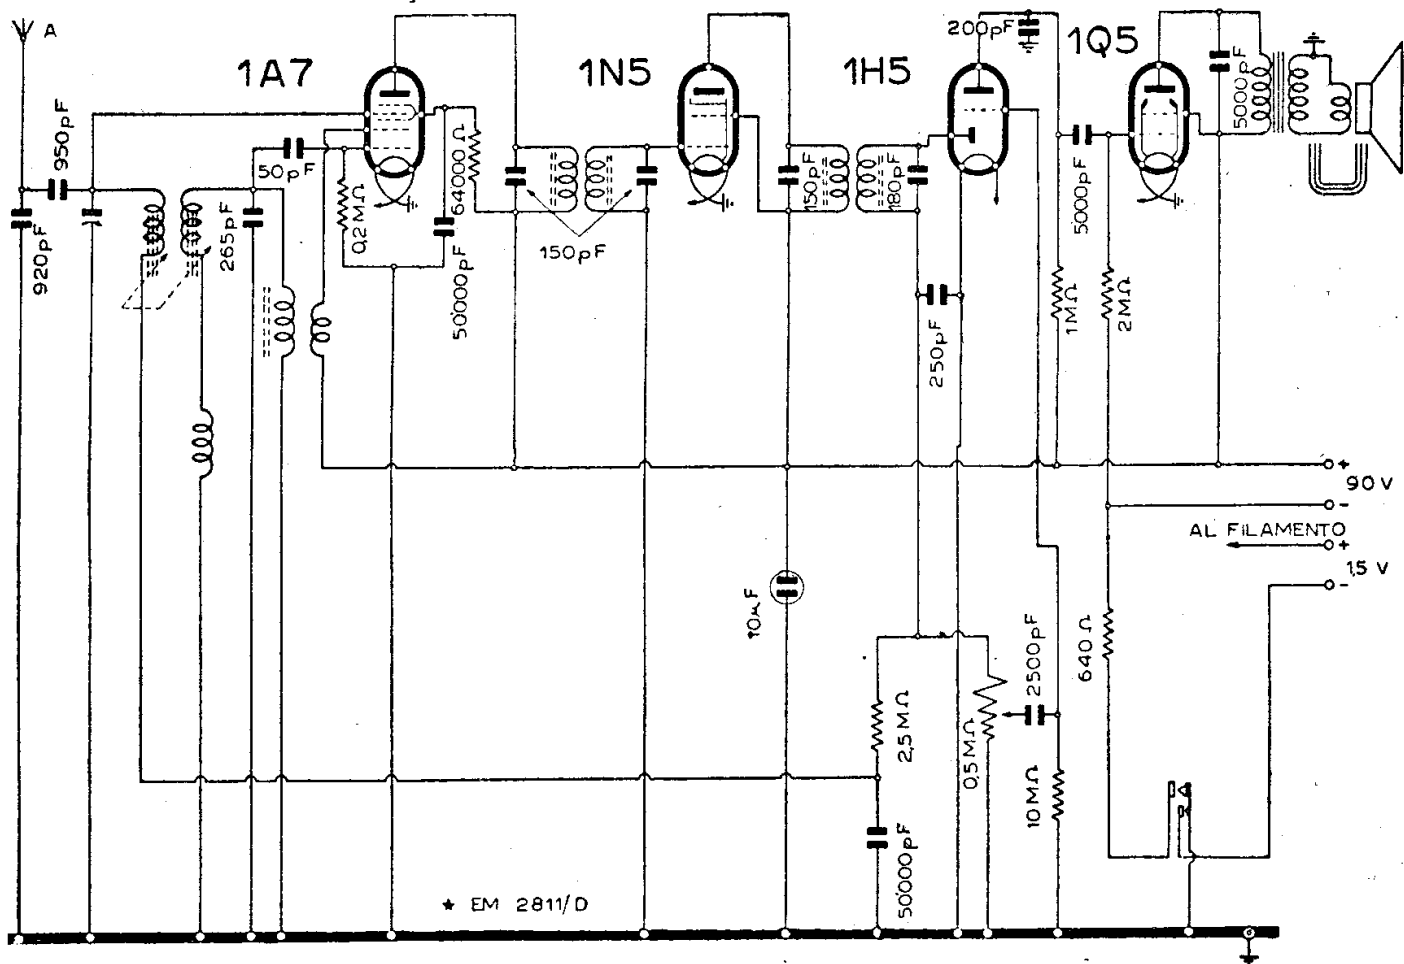 A
1A7
1N5
1H5
1Q5
200pF
950pF
920pF
50pF
265pF
0,2MΩ
64000Ω
50000pF
150pF
150pF
180pF
250pF
5000pF
5000pF
1MΩ
2MΩ
+
90 V
-
AL FILAMENTO
+
1,5 V
-
10µF
2,5MΩ
0,5MΩ
2500pF
10MΩ
640Ω
50000pF
★ EM 2811/D